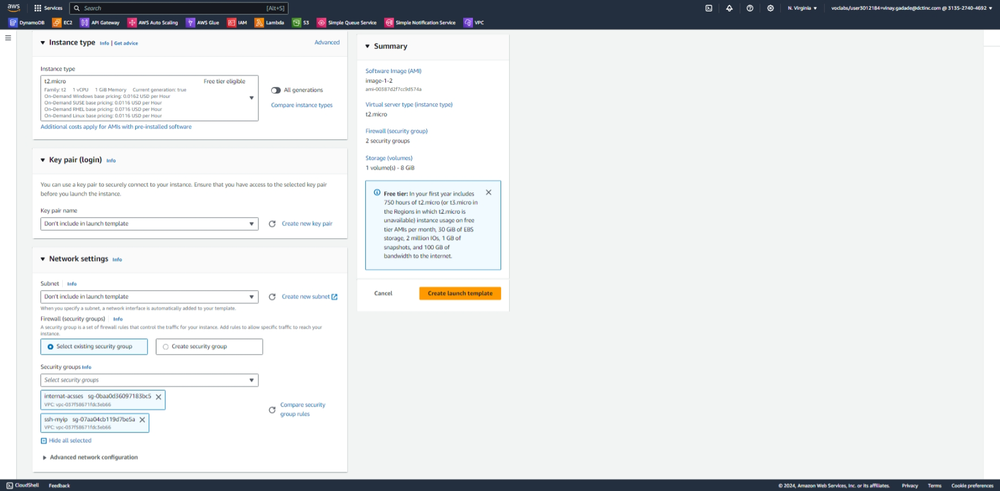 aws
Services
Search
[Alt+S]
N. Virginia
voclabs/user3012184=vinay.gadade@dctinc.com @ 3135-2740-4692
DynamoDB
EC2
API Gateway
AWS Auto Scaling
AWS Glue
IAM
Lambda
S3
Simple Queue Service
Simple Notification Service
VPC
Instance type
Info | Get advice
Advanced
Instance type
t2.micro
Free tier eligible
Family: t2 1 vCPU 1 GiB Memory Current generation: true
On-Demand Windows base pricing: 0.0162 USD per Hour
On-Demand SUSE base pricing: 0.0116 USD per Hour
On-Demand RHEL base pricing: 0.0716 USD per Hour
On-Demand Linux base pricing: 0.0116 USD per Hour
All generations
Compare instance types
Additional costs apply for AMIs with pre-installed software
Key pair (login)
Info
You can use a key pair to securely connect to your instance. Ensure that you have access to the selected key pair
before you launch the instance.
Key pair name
Don't include in launch template
Create new key pair
Network settings
Info
Subnet
Info
Don't include in launch template
Create new subnet
When you specify a subnet, a network interface is automatically added to your template.
Firewall (security groups)
Info
A security group is a set of firewall rules that control the traffic for your instance. Add rules to allow specific traffic to reach your
instance.
Select existing security group
Create security group
Security groups Info
Select security groups
internat-acsses sg-0baa0d36097183bc5
VPC: vpc-037f58671fdc3eb66
ssh-myip sg-07aa04cb119d7be5a
VPC: vpc-037f58671fdc3eb66
Compare security
group rules
Hide all selected
Advanced network configuration
Summary
Software Image (AMI)
image-1-2
ami-00387d2f7cc9d574a
Virtual server type (instance type)
t2.micro
Firewall (security group)
2 security groups
Storage (volumes)
1 volume(s) - 8 GiB
Free tier: In your first year includes
750 hours of t2.micro (or t3.micro in
the Regions in which t2.micro is
unavailable) instance usage on free
tier AMIs per month, 30 GiB of EBS
storage, 2 million IOs, 1 GB of
snapshots, and 100 GB of
bandwidth to the internet.
Cancel
Create launch template
CloudShell
Feedback
© 2024, Amazon Web Services, Inc. or its affiliates.
Privacy
Terms
Cookie preferences